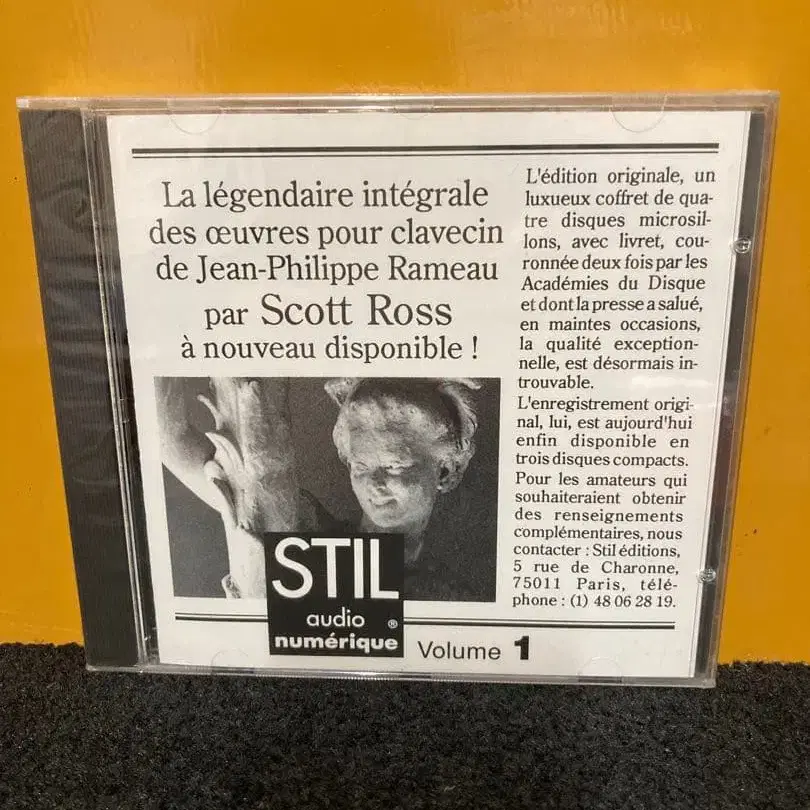 La légendaire intégrale
des œuvres pour clavecin
de Jean-Philippe Rameau
par Scott Ross
à nouveau disponible !
L'édition originale, un
luxueux coffret de qua-
tre disques microsil-
lons, avec livret, cou-
ronnée deux fois par les
Académies du Disque
et dont la presse a salué,
en maintes occasions,
la qualité exception-
nelle, est désormais in-
trouvable.
L'enregistrement origi-
nal, lui, est aujourd'hui
enfin disponible en
trois disques compacts.
Pour les amateurs qui
souhaiteraient obtenir
des renseignements
complémentaires, nous
contacter : Stil éditions,
5 rue de Charonne,
75011 Paris, télé-
phone : (1) 48 06 28 19.
STIL
audio ®
numérique
Volume 1